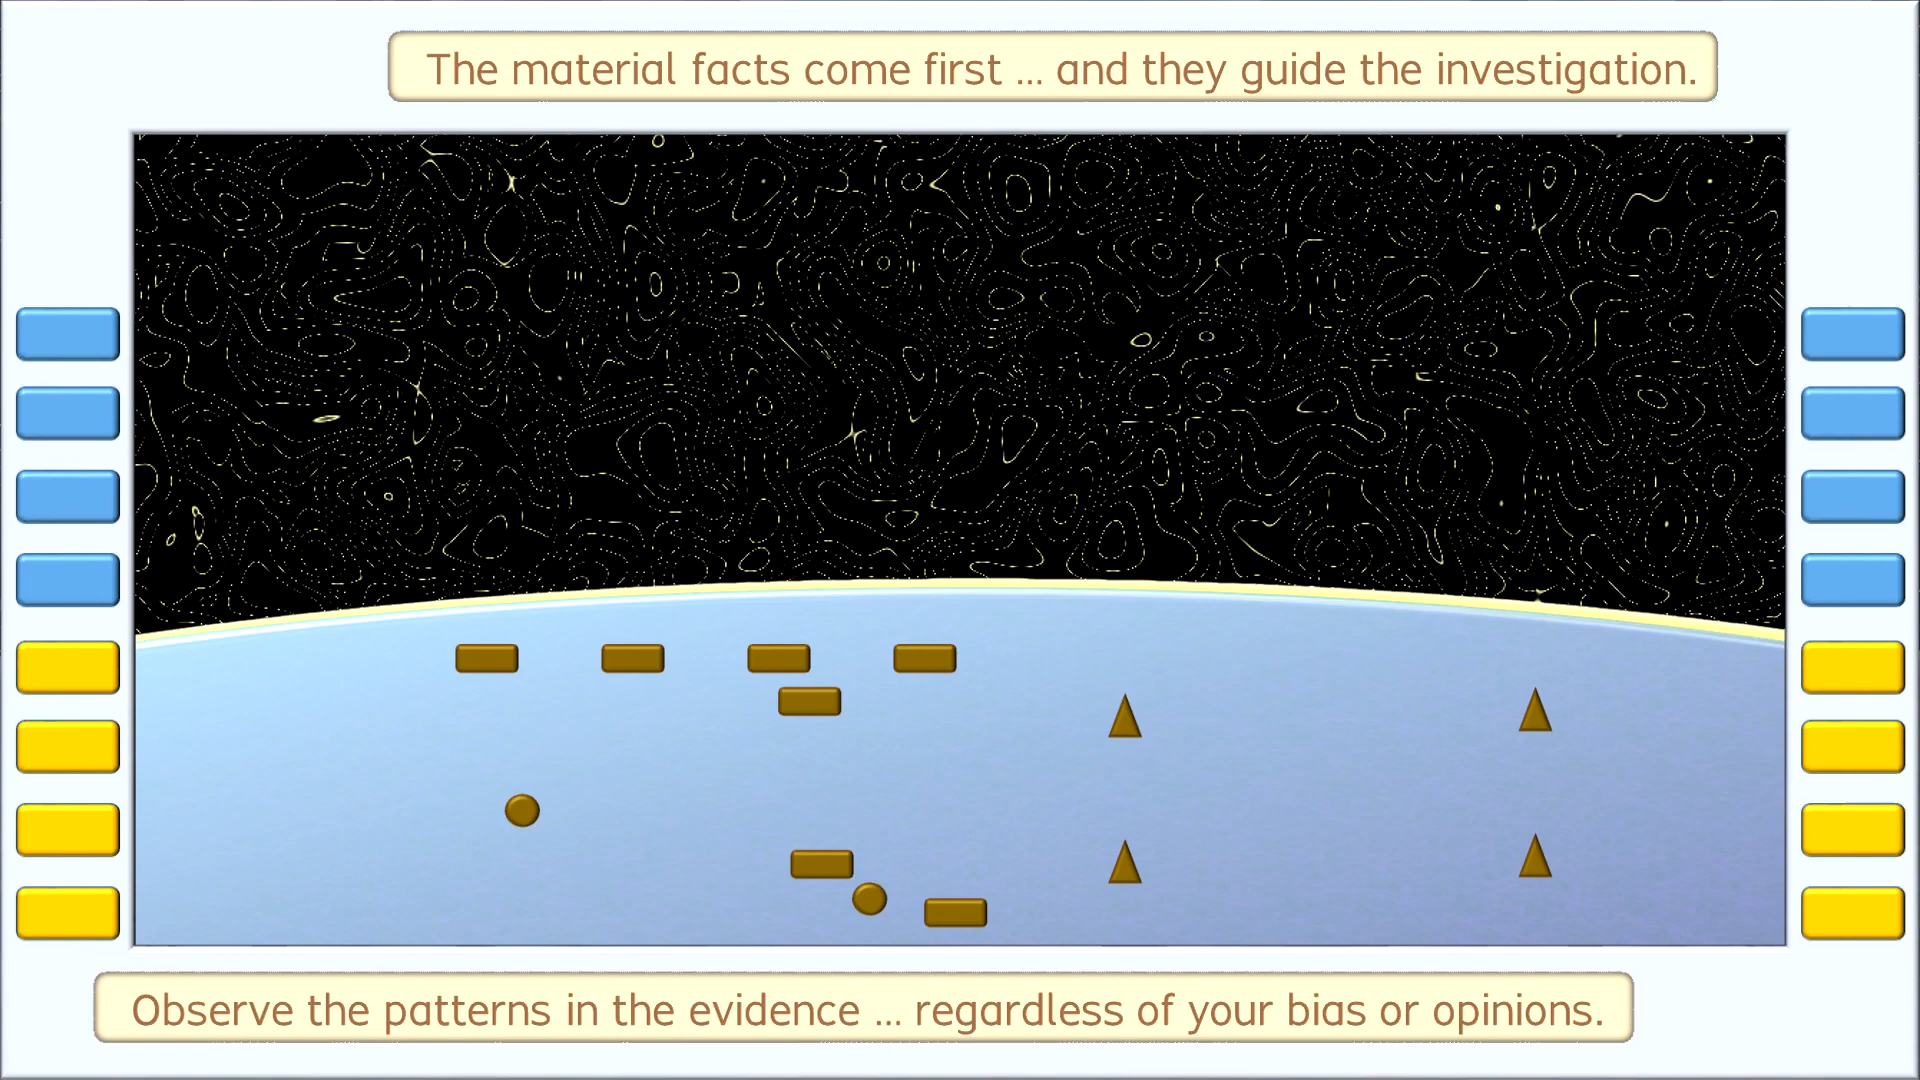 The material facts come first ... and they guide the investigation.
Observe the patterns in the evidence ... regardless of your bias or opinions.